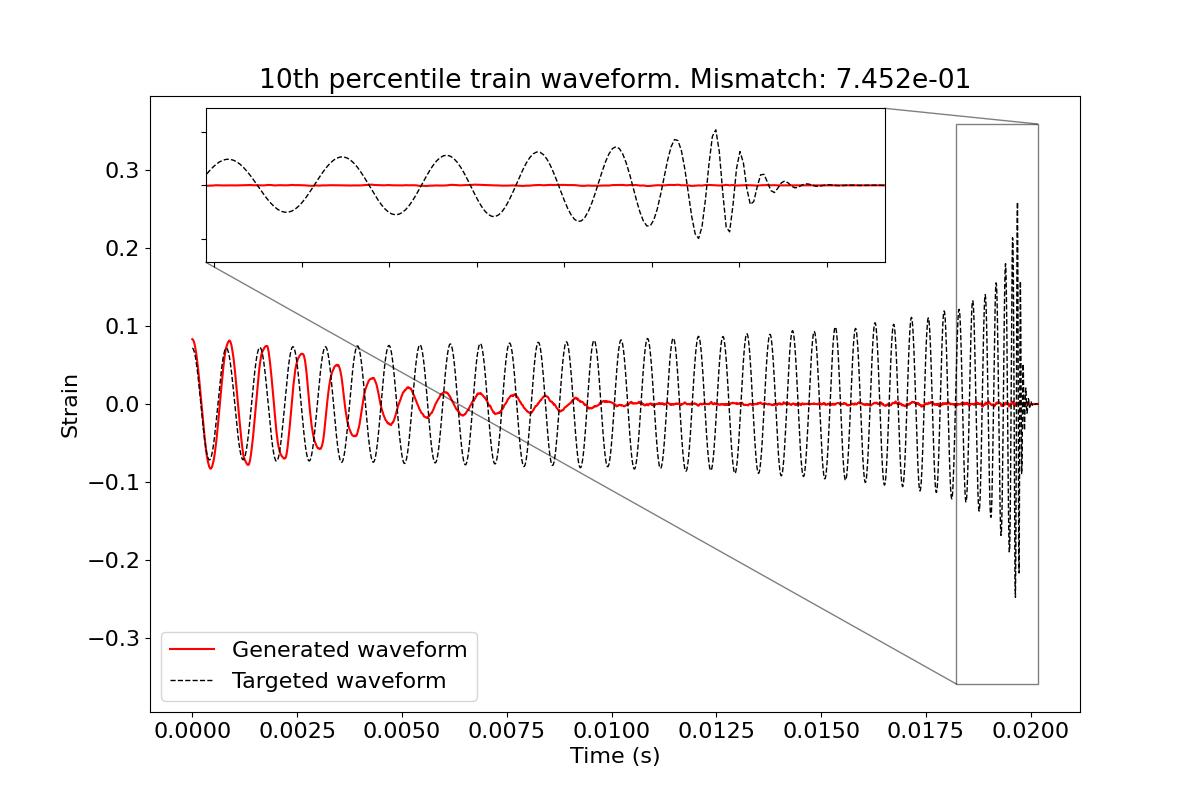 10th percentile train waveform. Mismatch: 7.452e-01
0.3
0.2
0.1
0.0
−0.1
−0.2
−0.3
Strain
Generated waveform
Targeted waveform
0.0000 0.0025 0.0050 0.0075 0.0100 0.0125 0.0150 0.0175 0.0200
Time (s)